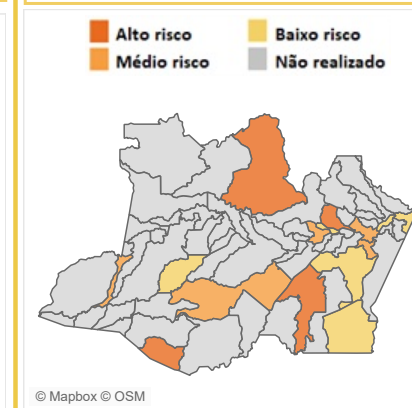 Alto risco
Baixo risco
Médio risco
Não realizado
© Mapbox © OSM